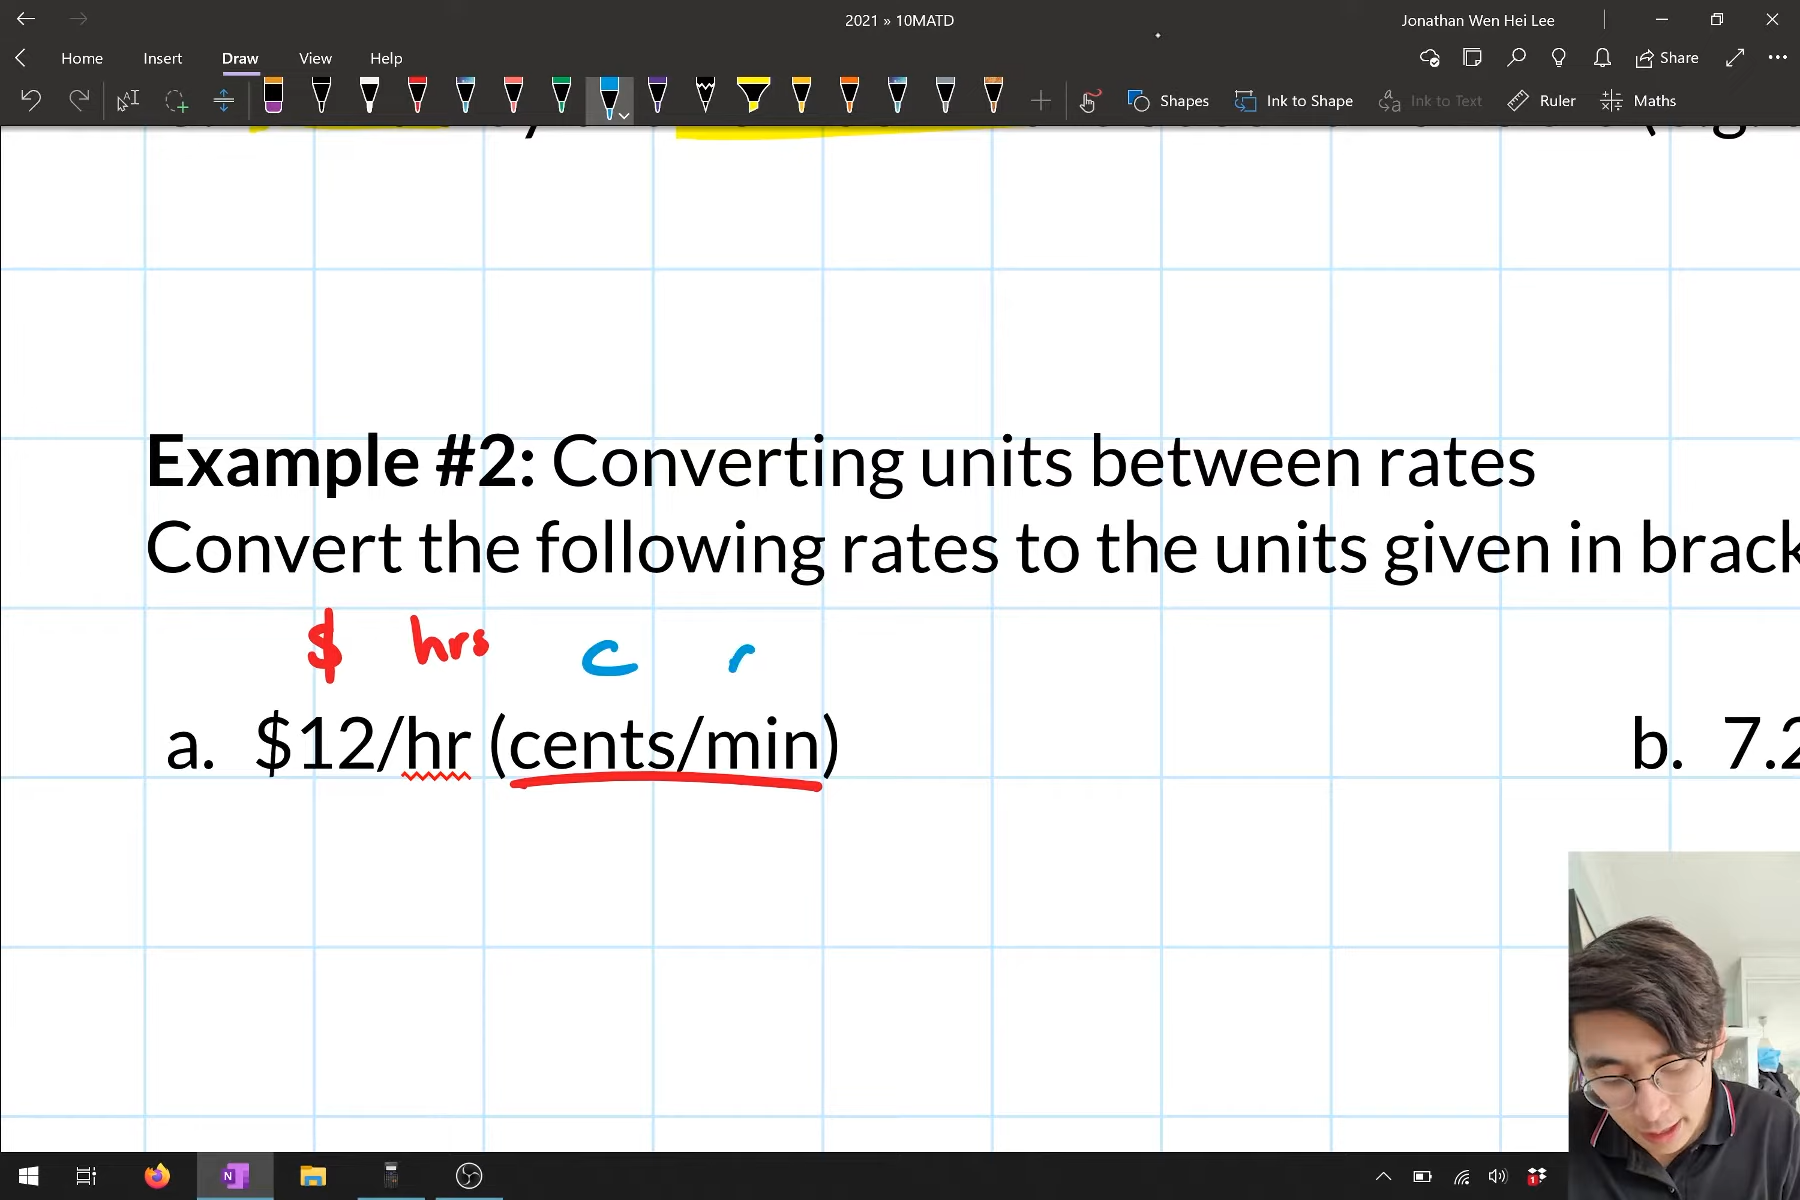 2021 » 10MATD
Jonathan Wen Hei Lee
Home Insert Draw View Help
Share
Shapes Ink to Shape Ink to Text Ruler Maths
Example #2: Converting units between rates
Convert the following rates to the units given in brack
$ hrs c r
a. $12/hr (cents/min)
b. 7.2